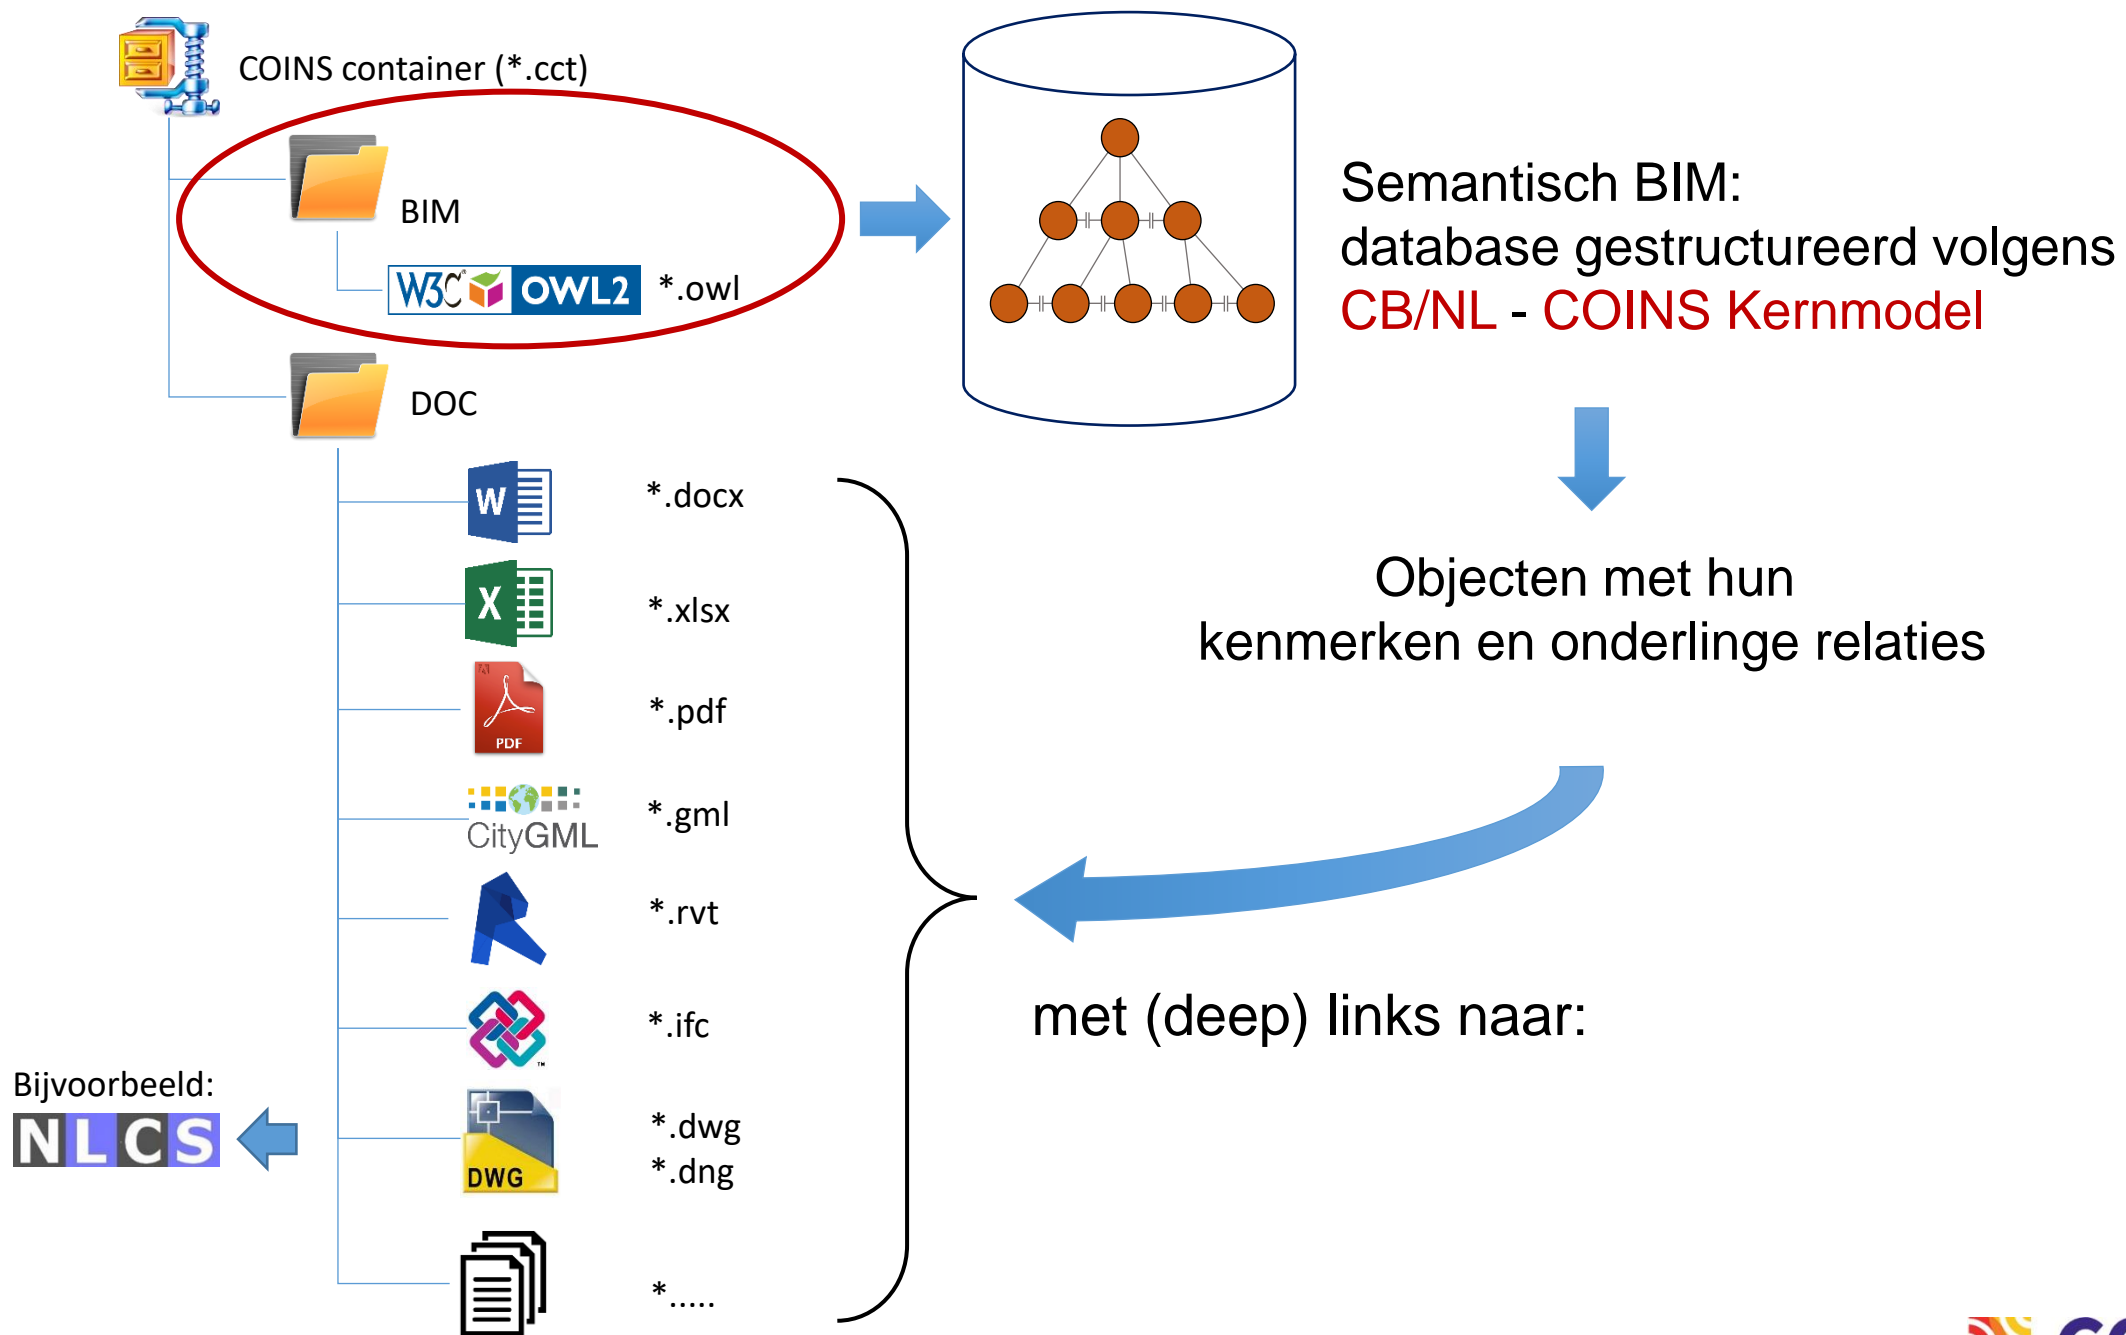 COINS container (*.cct)
BIM
W3C OWL2 *.owl
DOC
W *.docx
X *.xlsx
PDF *.pdf
CityGML *.gml
*.rvt
*.ifc
TM
DWG *.dwg
*.dng
*.....
Bijvoorbeeld:
NLCS
Semantisch BIM:
database gestructureerd volgens
CB/NL - COINS Kernmodel
Objecten met hun
kenmerken en onderlinge relaties
met (deep) links naar: